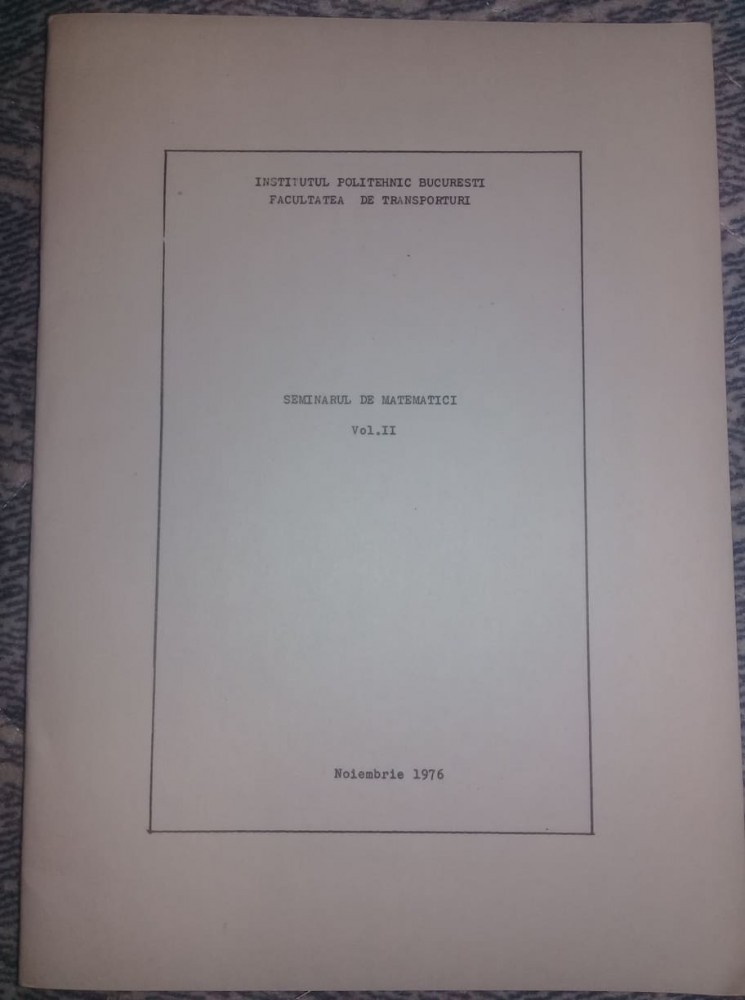 INSTITUTUL POLITEHNIC BUCURESTI
FACULTATEA DE TRANSPORTURI
SEMINARUL DE MATEMATICI
Vol.II
Noiembrie 1976